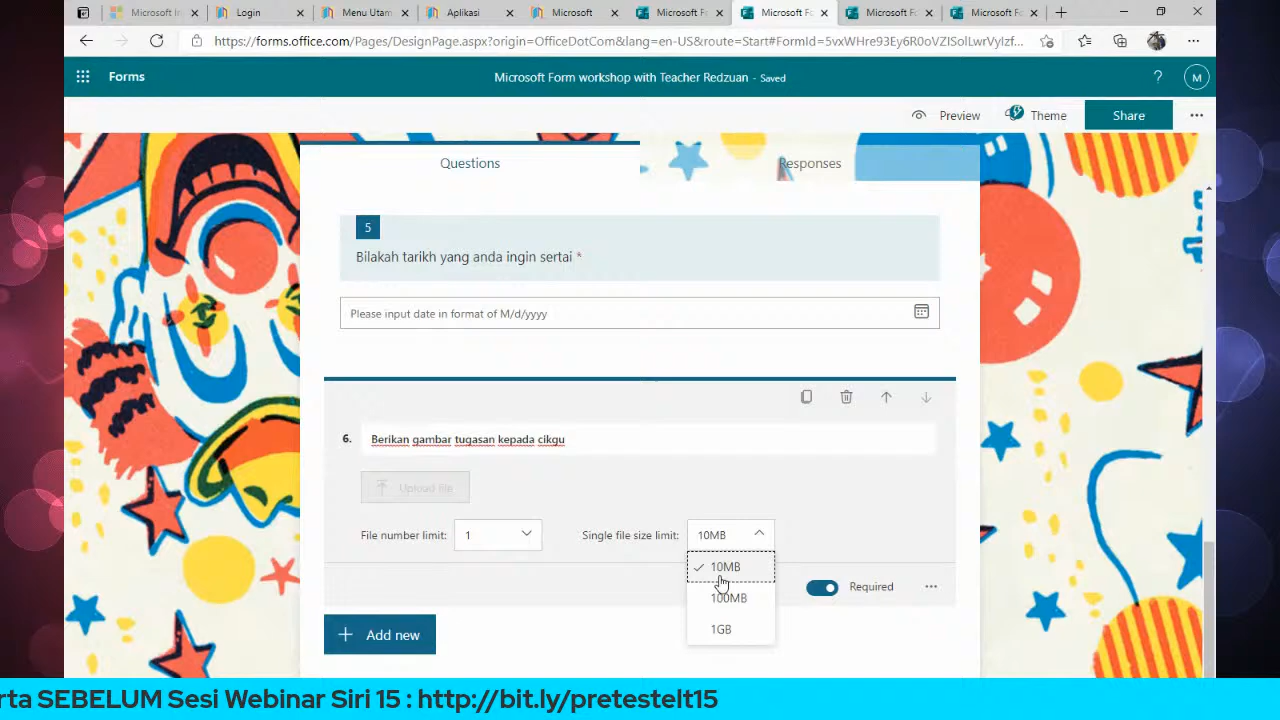 Microsoft In
Login
Menu Utam
Aplikasi
Microsoft
Microsoft Fo
Microsoft Fo
Microsoft Fo
Microsoft Fo
https://forms.office.com/Pages/DesignPage.aspx?origin=OfficeDotCom&lang=en-US&route=Start#FormId=5vxWHre93Ey6R0oVZISolLwrVyIzf...
Forms
Microsoft Form workshop with Teacher Redzuan - Saved
? M
Preview Theme Share ...
Questions Responses
5
Bilakah tarikh yang anda ingin sertai *
Please input date in format of M/d/yyyy
6. Berikan gambar tugasan kepada cikgu
Upload file
File number limit: 1 Single file size limit: 10MB
10MB
100MB
1GB
Required ...
+ Add new
rta SEBELUM Sesi Webinar Siri 15 : http://bit.ly/pretestelt15